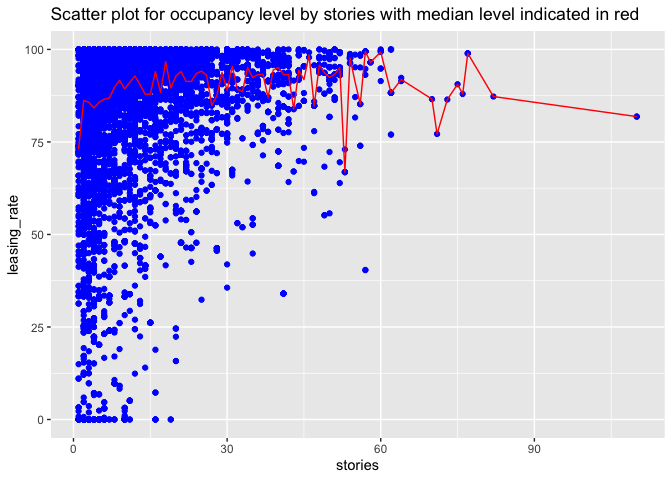 Scatter plot for occupancy level by stories with median level indicated in red
100
75
50
25
0
leasing_rate
0 30 60 90
stories